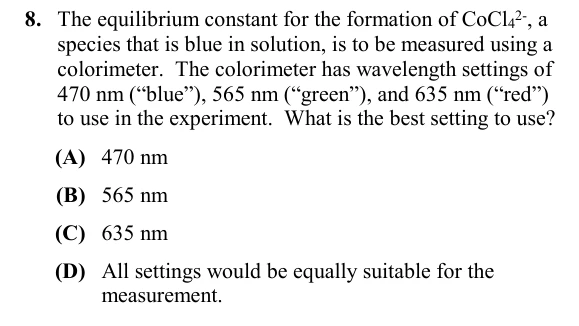 8. The equilibrium constant for the formation of CoCl₄²⁻, a
species that is blue in solution, is to be measured using a
colorimeter. The colorimeter has wavelength settings of
470 nm (“blue”), 565 nm (“green”), and 635 nm (“red”)
to use in the experiment. What is the best setting to use?
(A) 470 nm
(B) 565 nm
(C) 635 nm
(D) All settings would be equally suitable for the
measurement.